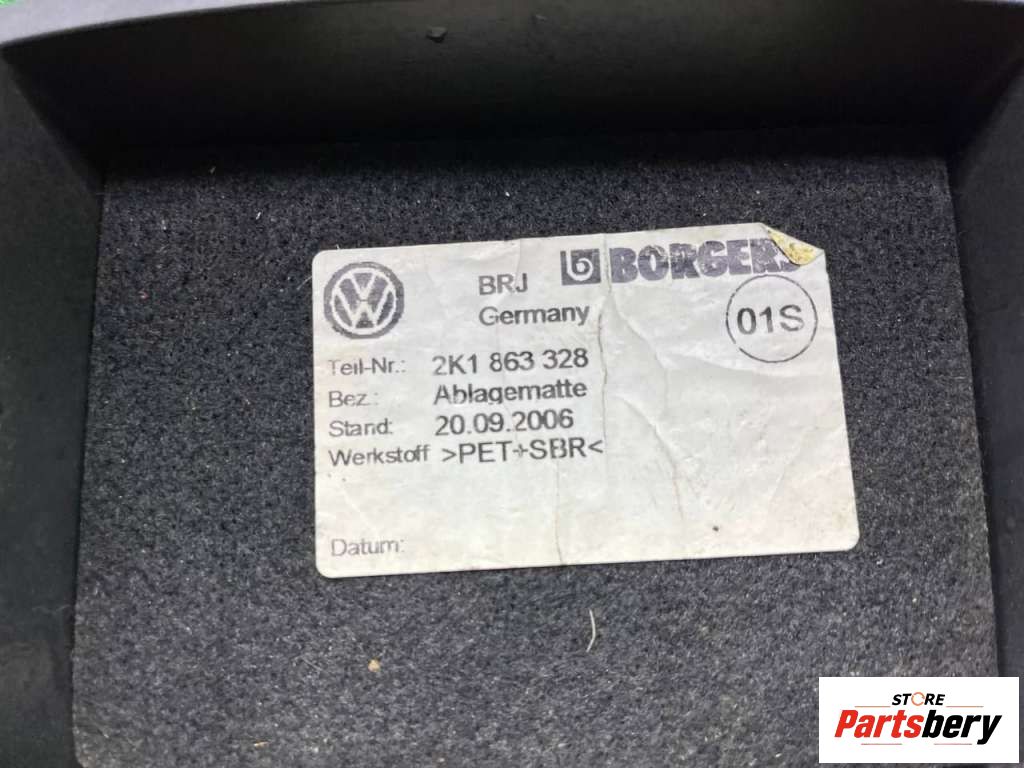 BRJ
Germany
BORGERS
01S
Teil-Nr.: 2K1 863 328
Bez.: Ablagematte
Stand: 20.09.2006
Werkstoff >PET+SBR<
Datum:
STORE
Partsbery